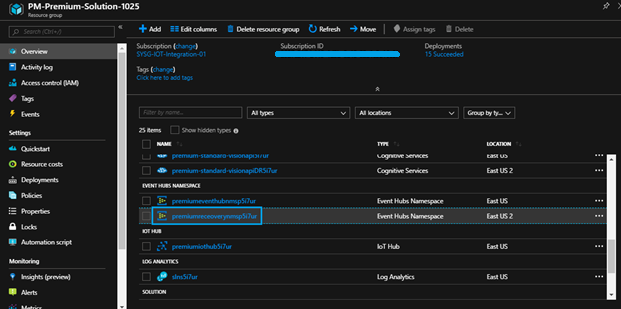 PM-Premium-Solution-1025
Resource group
Search (Ctrl+/)
Overview
Activity log
Access control (IAM)
Tags
Events
Settings
Quickstart
Resource costs
Deployments
Policies
Properties
Locks
Automation script
Monitoring
Insights (preview)
Alerts
Metrics
Add Edit columns Delete resource group Refresh Move Assign tags Delete
Subscription (change) Subscription ID Deployments
SYSG-IOT-Integration-01 15 Succeeded
Tags (change)
Click here to add tags
Filter by name... All types All locations Group by ty...
25 items Show hidden types
NAME TYPE LOCATION
premium-standard-visionapi5i7ur Cognitive Services East US
premium-standard-visionapiDR5i7ur Cognitive Services East US 2
EVENT HUBS NAMESPACE
premiumeventhubnmsp5i7ur Event Hubs Namespace East US
premiumreceoverynmsp5i7ur Event Hubs Namespace East US 2
IOT HUB
premiumiothub5i7ur IoT Hub East US
LOG ANALYTICS
slns5i7ur Log Analytics East US
SOLUTION